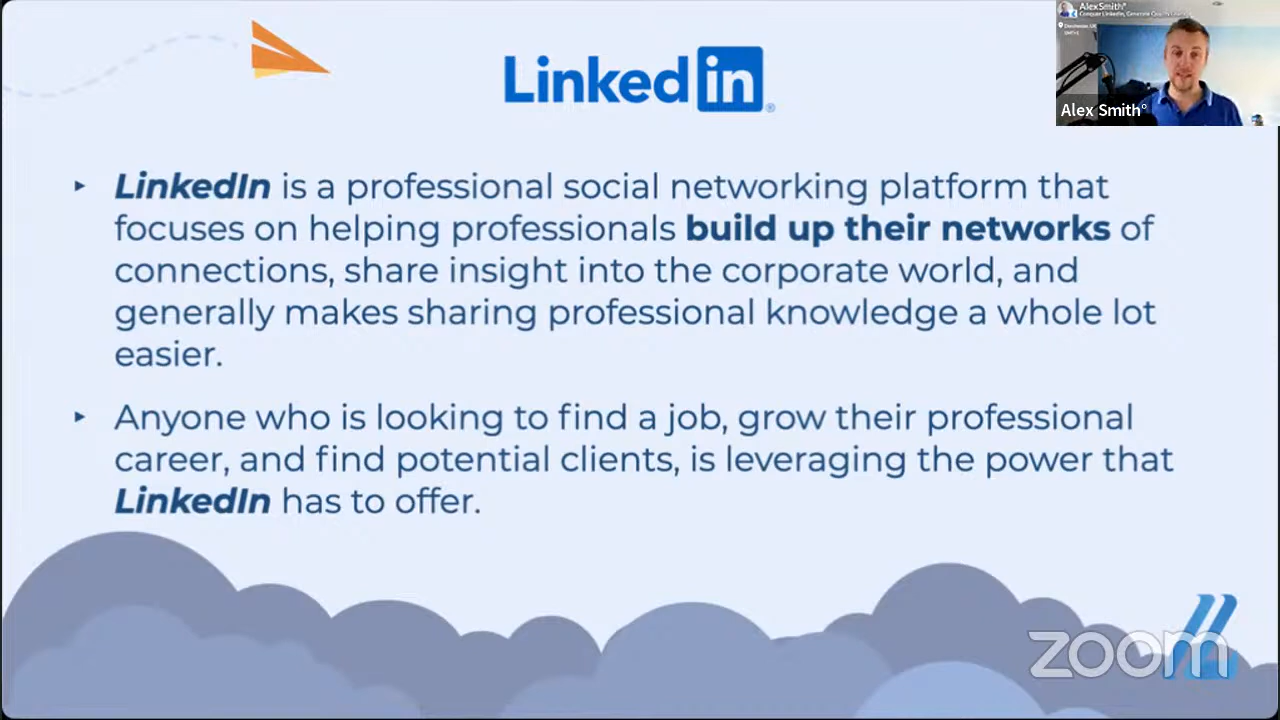 Linked in
AlexSmith°
Alex Smith°
▸ LinkedIn is a professional social networking platform that
focuses on helping professionals build up their networks of
connections, share insight into the corporate world, and
generally makes sharing professional knowledge a whole lot
easier.
▸ Anyone who is looking to find a job, grow their professional
career, and find potential clients, is leveraging the power that
LinkedIn has to offer.
zoom